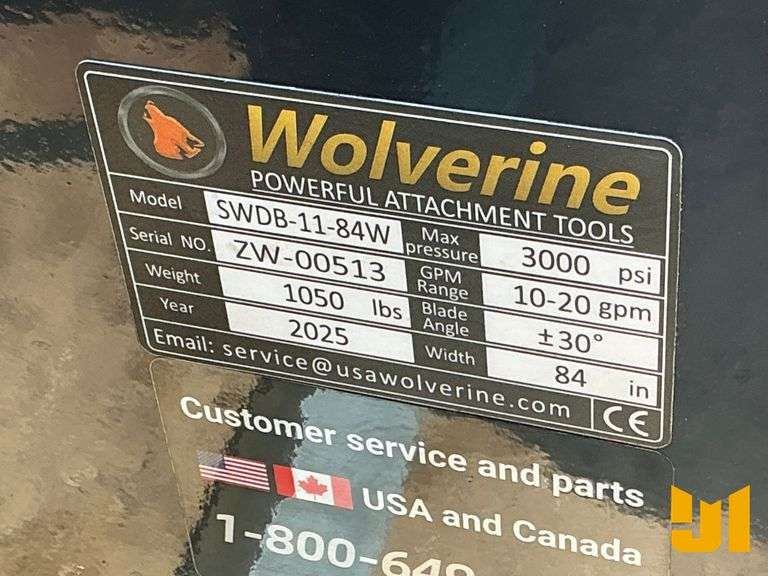 Wolverine
POWERFUL ATTACHMENT TOOLS
Model SWDB-11-84W Max pressure 3000 psi
Serial NO. ZW-00513 GPM Range 10-20 gpm
Weight 1050 lbs Blade Angle ±30°
Year 2025 Width 84 in
Email: service@usawolverine.com CE
Customer service and parts
USA and Canada
1-800-649